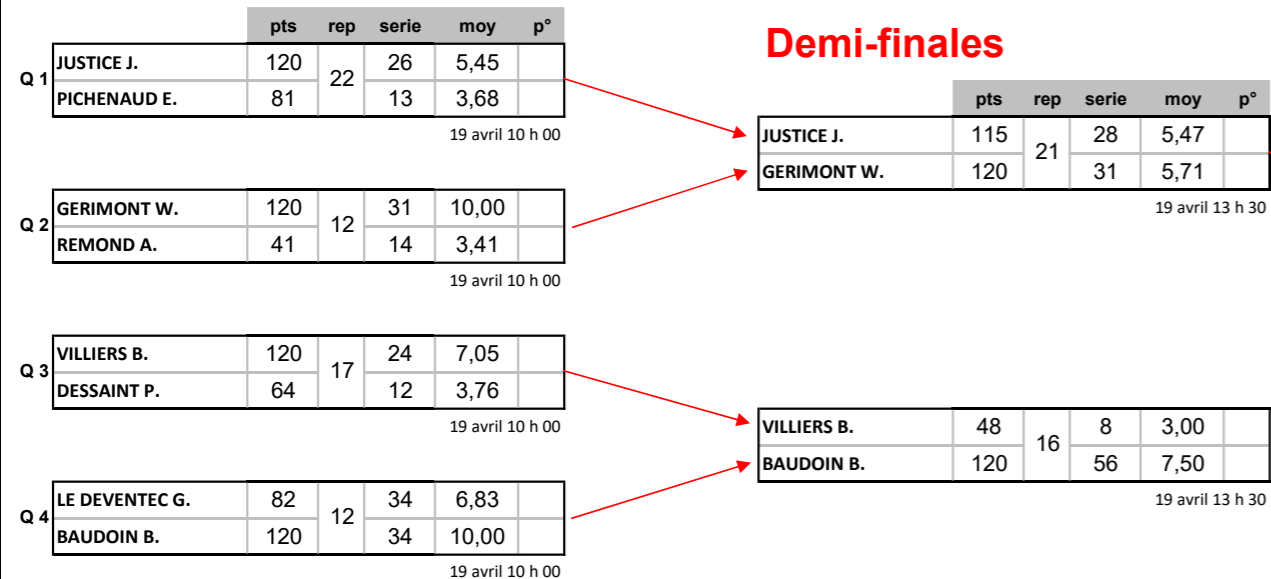 pts rep serie moy p°
Q 1 JUSTICE J. 120 22 26 5,45
PICHENAUD E. 81 13 3,68
19 avril 10 h 00
Q 2 GERIMONT W. 120 12 31 10,00
REMOND A. 41 14 3,41
19 avril 10 h 00
Q 3 VILLIERS B. 120 17 24 7,05
DESSAINT P. 64 12 3,76
19 avril 10 h 00
Q 4 LE DEVENTEC G. 82 12 34 6,83
BAUDOIN B. 120 34 10,00
19 avril 10 h 00
Demi-finales
pts rep serie moy p°
JUSTICE J. 115 21 28 5,47
GERIMONT W. 120 31 5,71
19 avril 13 h 30
VILLIERS B. 48 16 8 3,00
BAUDOIN B. 120 56 7,50
19 avril 13 h 30